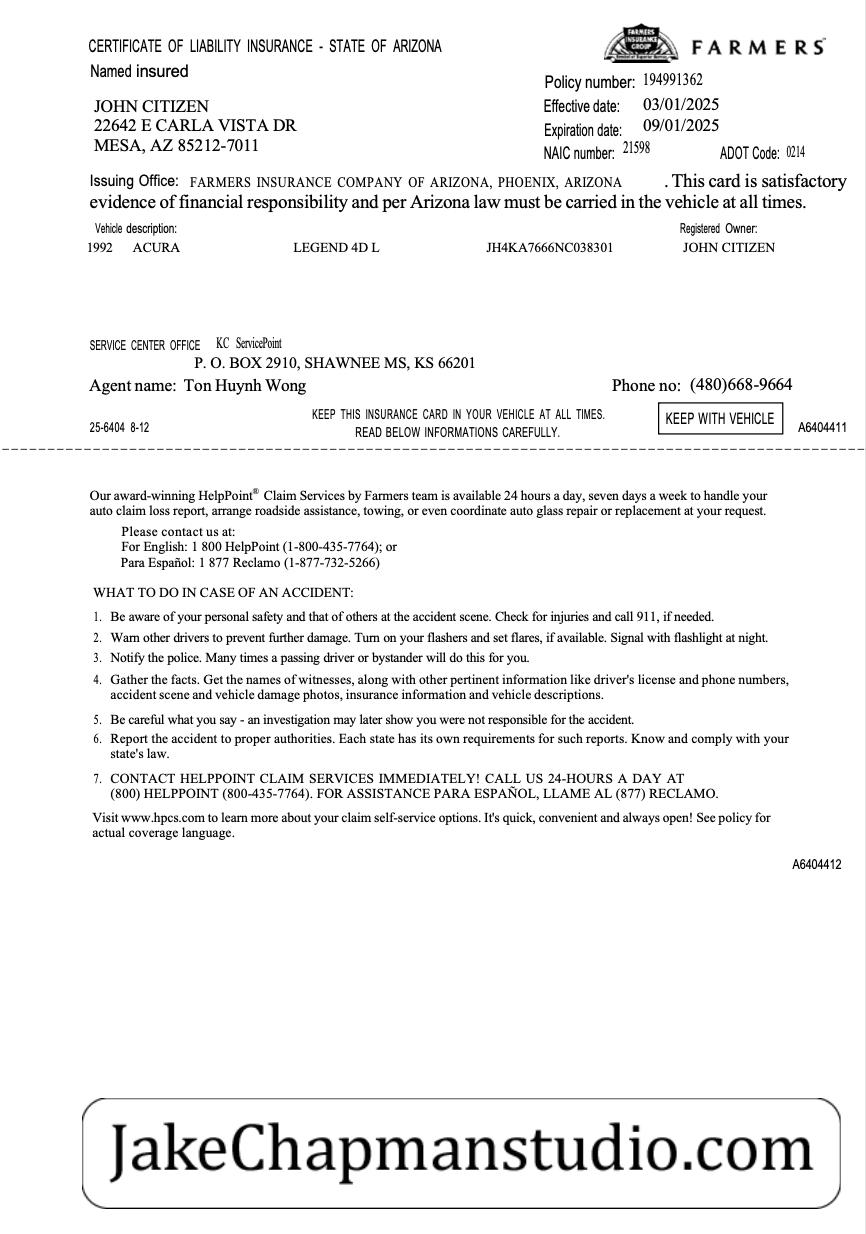 CERTIFICATE OF LIABILITY INSURANCE - STATE OF ARIZONA
FARMERS INSURANCE GROUP
FARMERS™
Named insured
Policy number: 194991362
JOHN CITIZEN
Effective date: 03/01/2025
22642 E CARLA VISTA DR
Expiration date: 09/01/2025
MESA, AZ 85212-7011
NAIC number: 21598 ADOT Code: 0214
Issuing Office: FARMERS INSURANCE COMPANY OF ARIZONA, PHOENIX, ARIZONA . This card is satisfactory
evidence of financial responsibility and per Arizona law must be carried in the vehicle at all times.
Vehicle description: Registered Owner:
1992 ACURA LEGEND 4D L JH4KA7666NC038301 JOHN CITIZEN
SERVICE CENTER OFFICE KC ServicePoint
P. O. BOX 2910, SHAWNEE MS, KS 66201
Agent name: Ton Huynh Wong Phone no: (480)668-9664
KEEP THIS INSURANCE CARD IN YOUR VEHICLE AT ALL TIMES.
KEEP WITH VEHICLE
25-6404 8-12 READ BELOW INFORMATIONS CAREFULLY. A6404411
Our award-winning HelpPoint® Claim Services by Farmers team is available 24 hours a day, seven days a week to handle your
auto claim loss report, arrange roadside assistance, towing, or even coordinate auto glass repair or replacement at your request.
Please contact us at:
For English: 1 800 HelpPoint (1-800-435-7764); or
Para Español: 1 877 Reclamo (1-877-732-5266)
WHAT TO DO IN CASE OF AN ACCIDENT:
1. Be aware of your personal safety and that of others at the accident scene. Check for injuries and call 911, if needed.
2. Warn other drivers to prevent further damage. Turn on your flashers and set flares, if available. Signal with flashlight at night.
3. Notify the police. Many times a passing driver or bystander will do this for you.
4. Gather the facts. Get the names of witnesses, along with other pertinent information like driver's license and phone numbers,
accident scene and vehicle damage photos, insurance information and vehicle descriptions.
5. Be careful what you say - an investigation may later show you were not responsible for the accident.
6. Report the accident to proper authorities. Each state has its own requirements for such reports. Know and comply with your
state's law.
7. CONTACT HELPPOINT CLAIM SERVICES IMMEDIATELY! CALL US 24-HOURS A DAY AT
(800) HELPPOINT (800-435-7764). FOR ASSISTANCE PARA ESPAÑOL, LLAME AL (877) RECLAMO.
Visit www.hpcs.com to learn more about your claim self-service options. It's quick, convenient and always open! See policy for
actual coverage language.
A6404412
JakeChapmanstudio.com